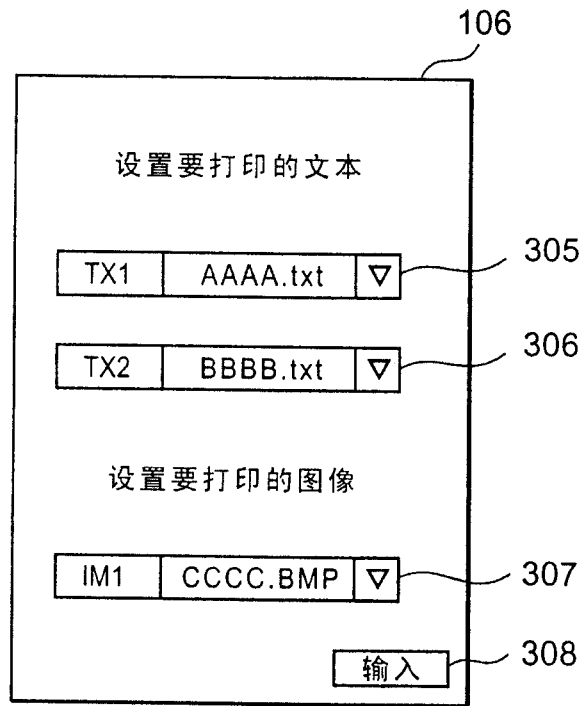 106
设置要打印的文本
TX1 AAAA.txt 305
TX2 BBBB.txt 306
设置要打印的图像
IM1 CCCC.BMP 307
输入 308